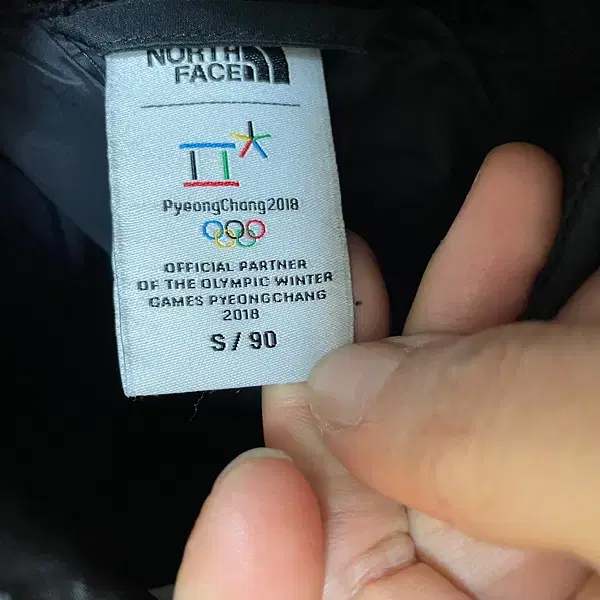 NORTH
FACE
PyeongChang2018
OFFICIAL PARTNER
OF THE OLYMPIC WINTER
GAMES PYEONGCHANG
2018
S / 90